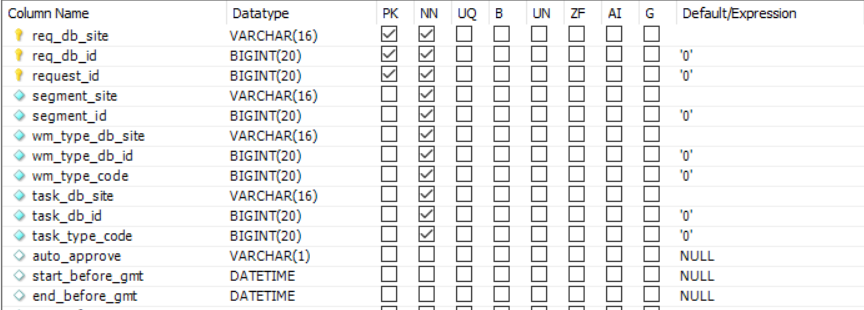 Column Name Datatype PK NN UQ B UN ZF AI G Default/Expression
req_db_site VARCHAR(16)
req_db_id BIGINT(20) '0'
request_id BIGINT(20) '0'
segment_site VARCHAR(16)
segment_id BIGINT(20) '0'
wm_type_db_site VARCHAR(16)
wm_type_db_id BIGINT(20) '0'
wm_type_code BIGINT(20) '0'
task_db_site VARCHAR(16)
task_db_id BIGINT(20) '0'
task_type_code BIGINT(20) '0'
auto_approve VARCHAR(1) NULL
start_before_gmt DATETIME NULL
end_before_gmt DATETIME NULL